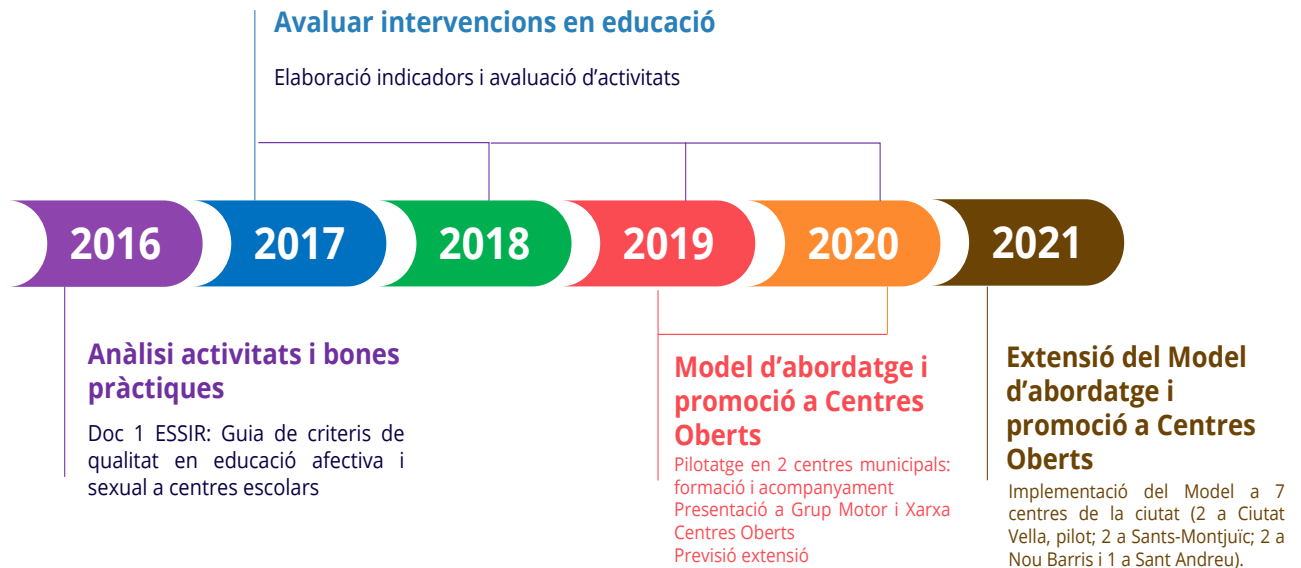 Avaluar intervencions en educació
Elaboració indicadors i avaluació d’activitats
2016
2017
2018
2019
2020
2021
Anàlisi activitats i bones
pràctiques
Doc 1 ESSIR: Guia de criteris de
qualitat en educació afectiva i
sexual a centres escolars
Model d’abordatge i
promoció a Centres
Oberts
Pilotatge en 2 centres municipals:
formació i acompanyament
Presentació a Grup Motor i Xarxa
Centres Oberts
Previsió extensió
Extensió del Model
d’abordatge i
promoció a Centres
Oberts
Implementació del Model a 7
centres de la ciutat (2 a Ciutat
Vella, pilot; 2 a Sants-Montjuïc; 2 a
Nou Barris i 1 a Sant Andreu).